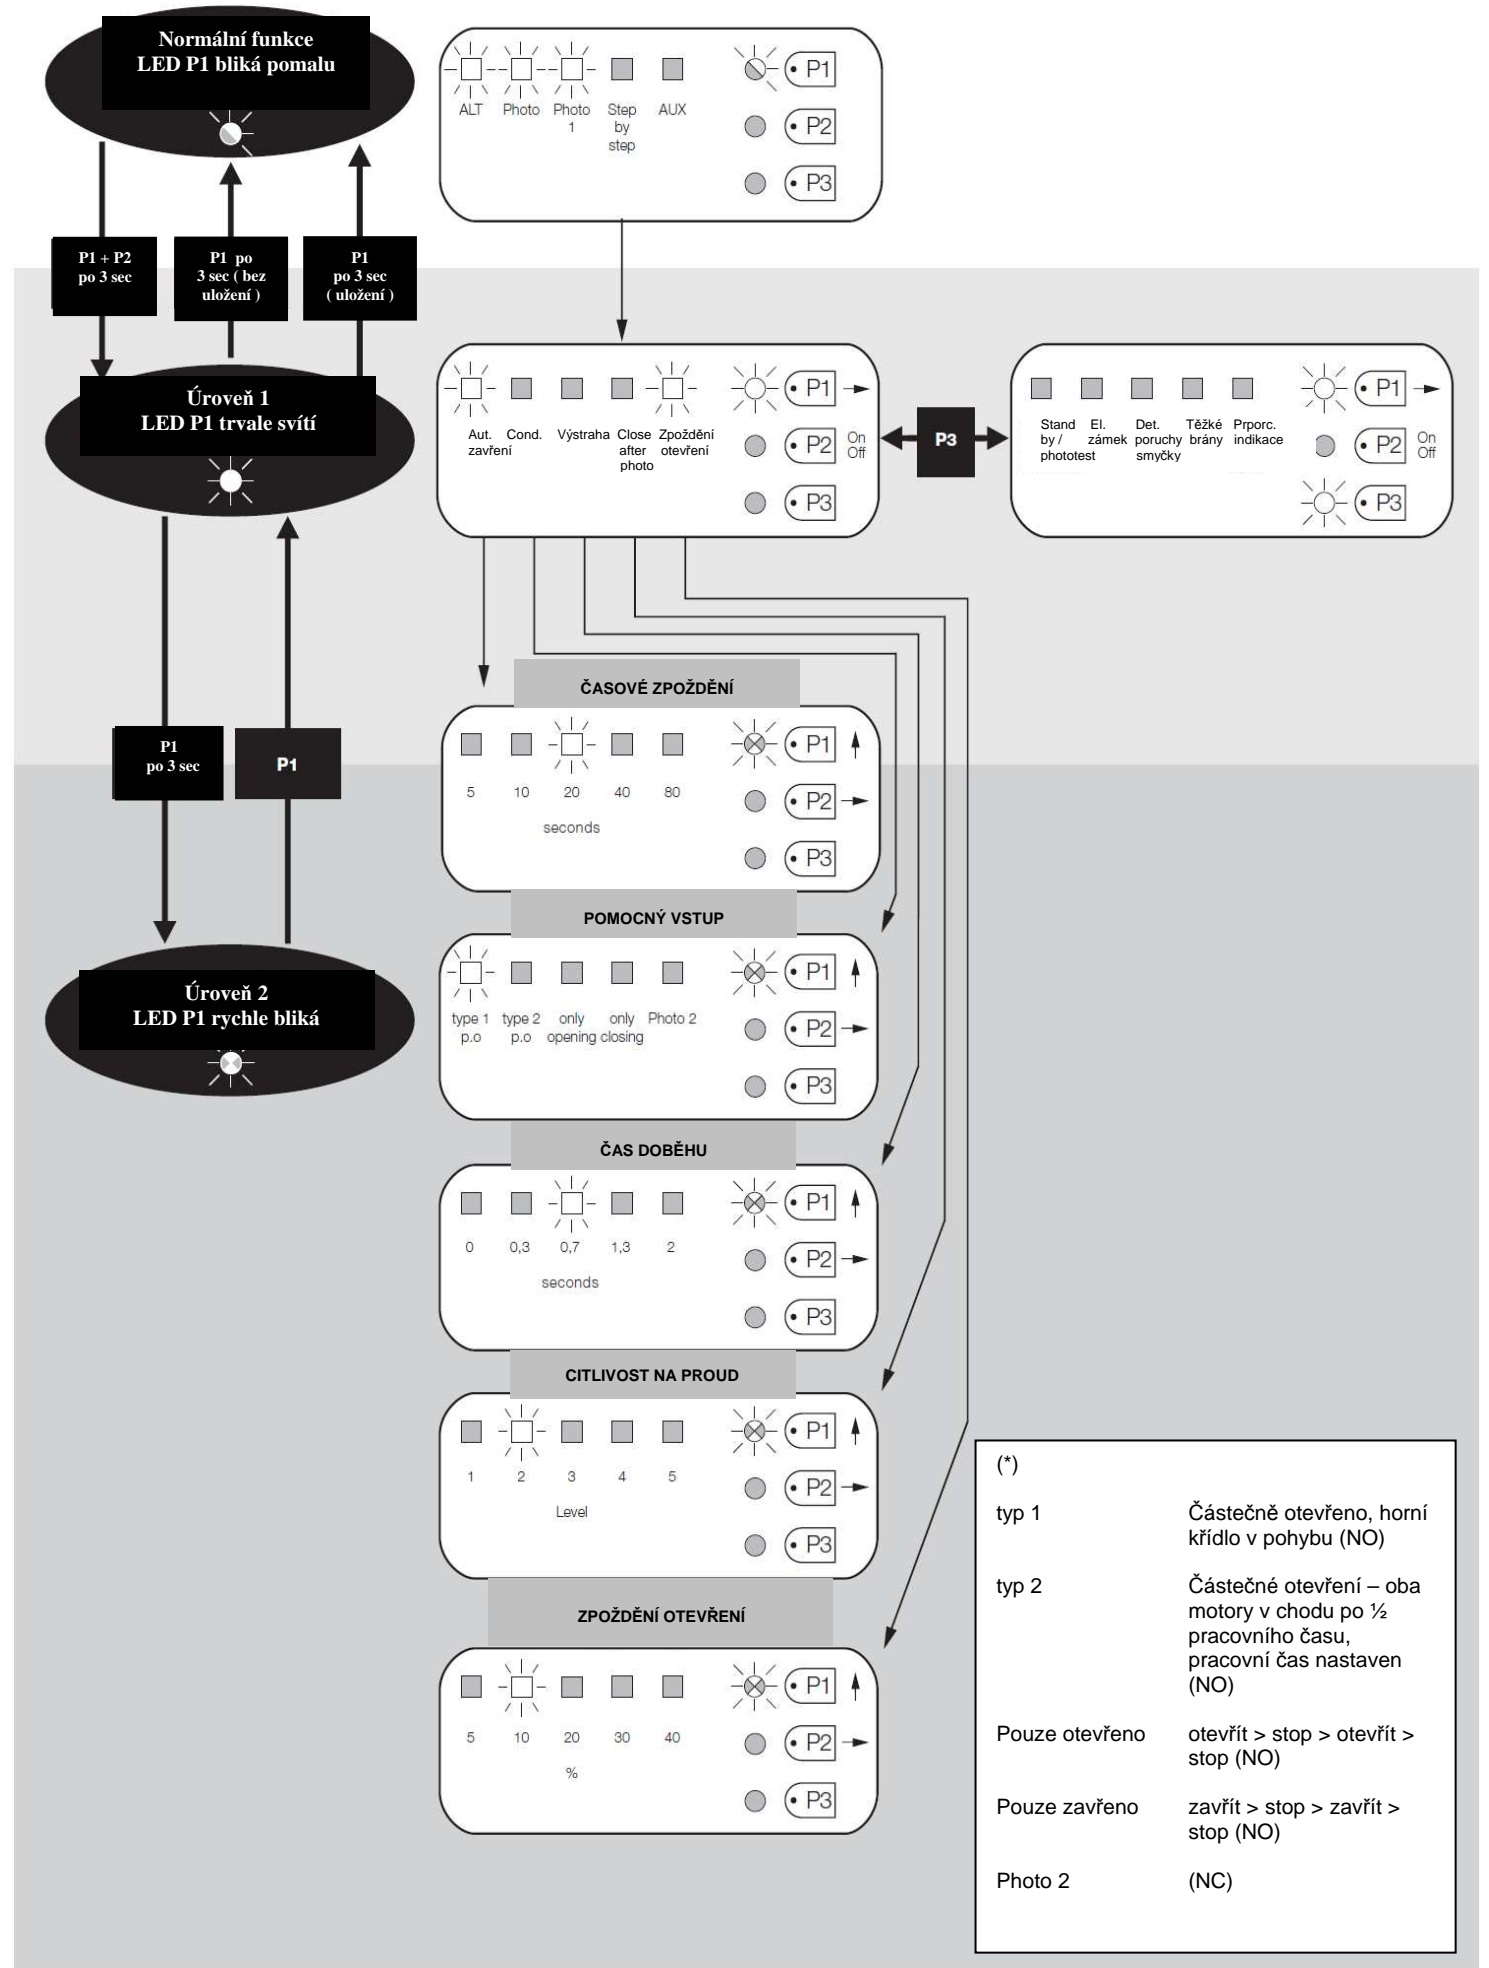 Normální funkce
LED P1 bliká pomalu
ALT Photo Photo 1 Step by step AUX
P1
P2
P3
P1 + P2
po 3 sec
P1 po
3 sec ( bez
uložení )
P1
po 3 sec
( uložení )
Úroveň 1
LED P1 trvale svítí
Aut. zavření Cond. Výstraha Close after photo Zpoždění otevření
P1
P2 On Off
P3
P3
Stand by / phototest El. zámek Det. poruchy smyčky Těžké brány Prporc. indikace
P1
P2 On Off
P3
P1
po 3 sec
P1
ČASOVÉ ZPOŽDĚNÍ
5 10 20 40 80
seconds
P1
P2
P3
Úroveň 2
LED P1 rychle bliká
POMOCNÝ VSTUP
type 1 p.o type 2 p.o only opening only closing Photo 2
P1
P2
P3
ČAS DOBĚHU
0 0,3 0,7 1,3 2
seconds
P1
P2
P3
CITLIVOST NA PROUD
1 2 3 4 5
Level
P1
P2
P3
ZPOŽDĚNÍ OTEVŘENÍ
5 10 20 30 40
%
P1
P2
P3
(*)
typ 1 Částečně otevřeno, horní
křídlo v pohybu (NO)
typ 2 Částečné otevření – oba
motory v chodu po ½
pracovního času,
pracovní čas nastaven
(NO)
Pouze otevřeno otevřít > stop > otevřít >
stop (NO)
Pouze zavřeno zavřít > stop > zavřít >
stop (NO)
Photo 2 (NC)